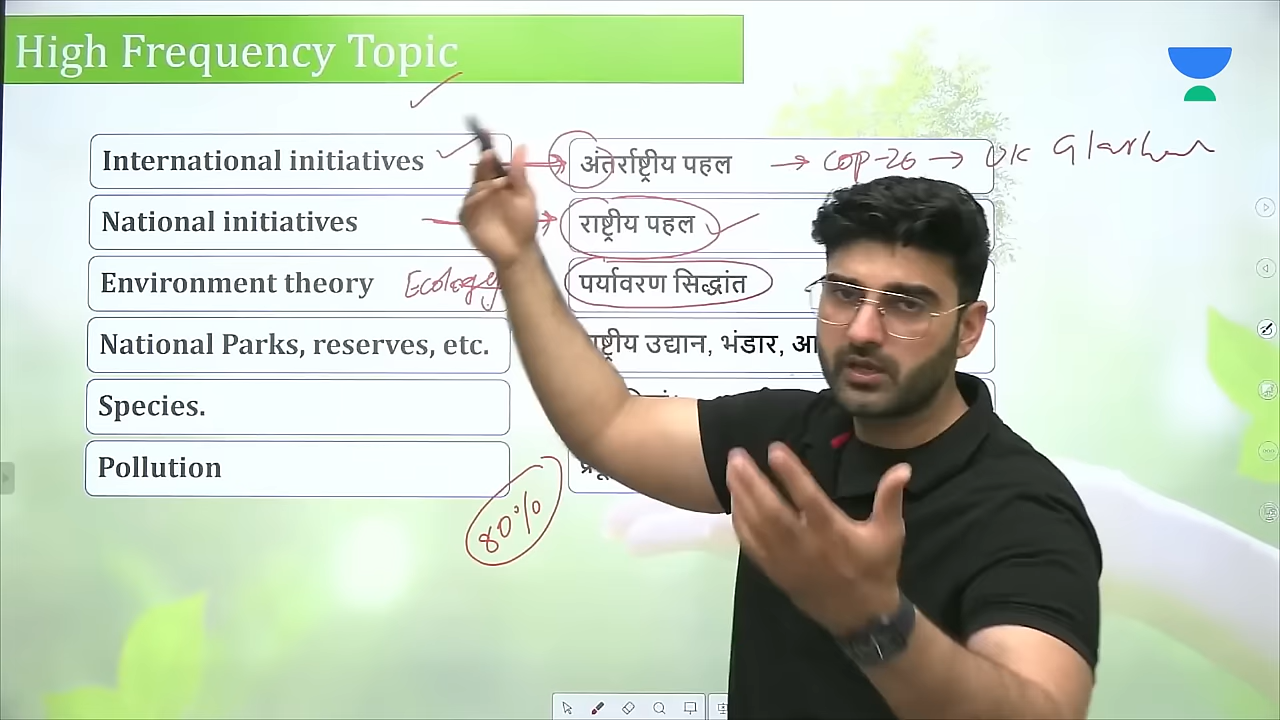 High Frequency Topic
International initiatives अंतर्राष्ट्रीय पहल → COP-26 → UK
National initiatives राष्ट्रीय पहल
Environment theory Ecology पर्यावरण सिद्धांत
National Parks, reserves, etc. राष्ट्रीय उद्यान, भंडार,
Species.
Pollution
80%